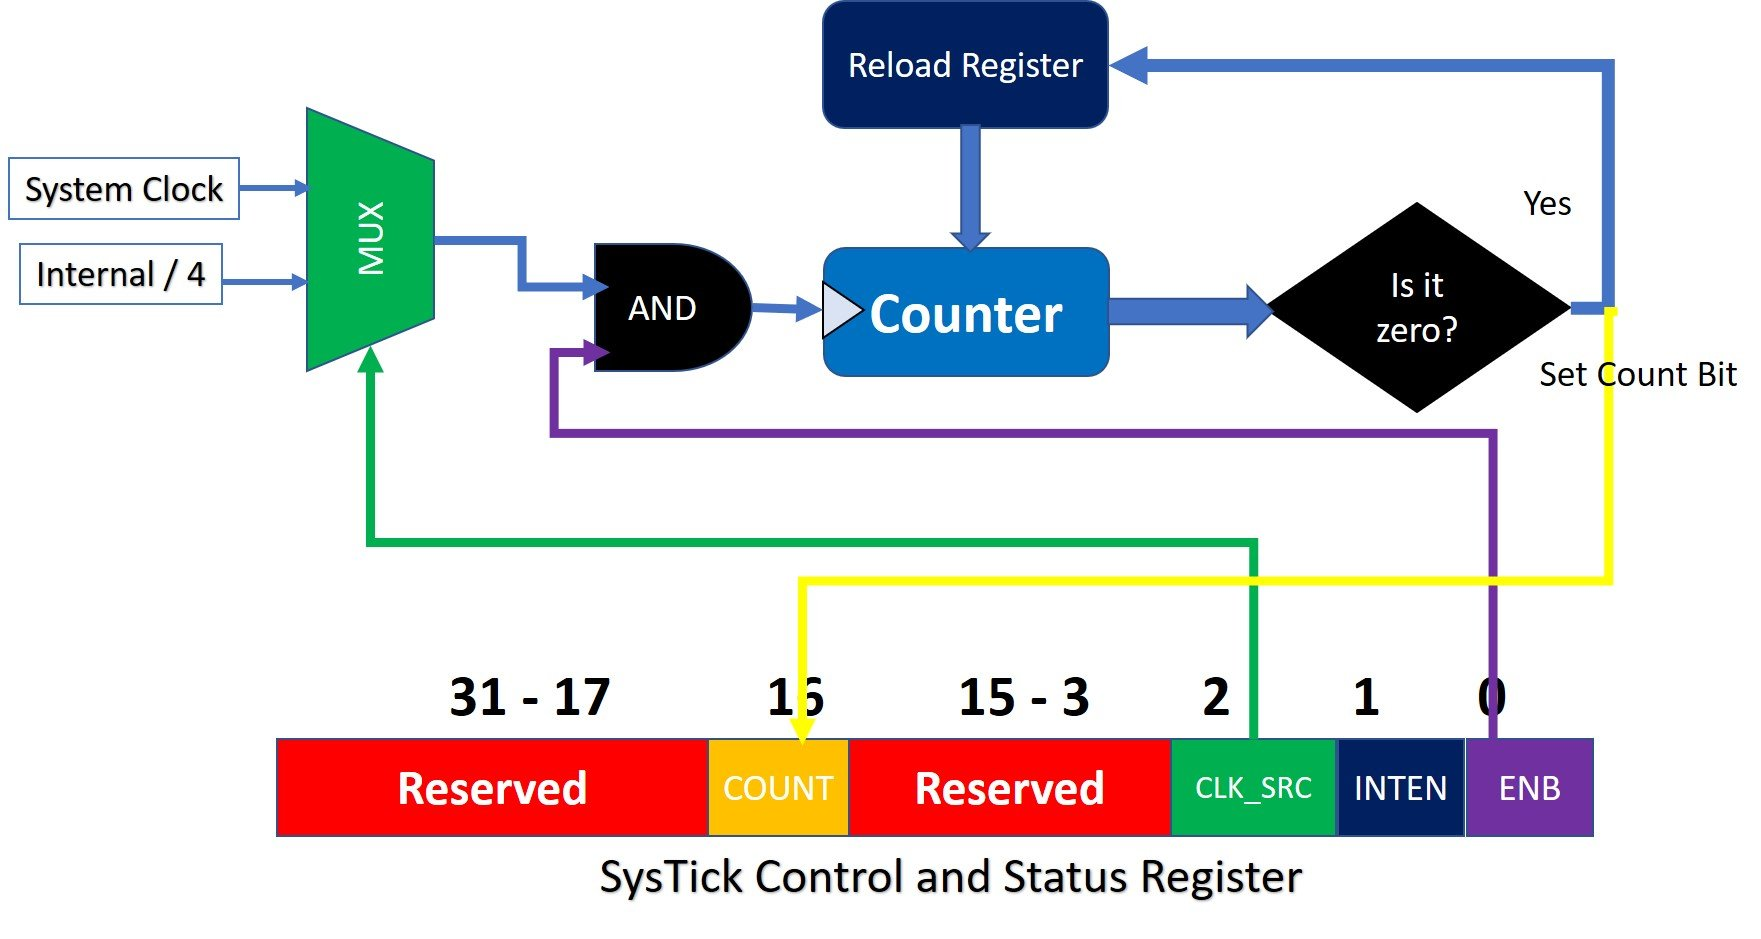 Reload Register
System Clock
Internal / 4
MUX
AND
Counter
Is it
zero?
Yes
Set Count Bit
31 - 17
16
15 - 3
2
1
0
Reserved
COUNT
Reserved
CLK_SRC
INTEN
ENB
SysTick Control and Status Register